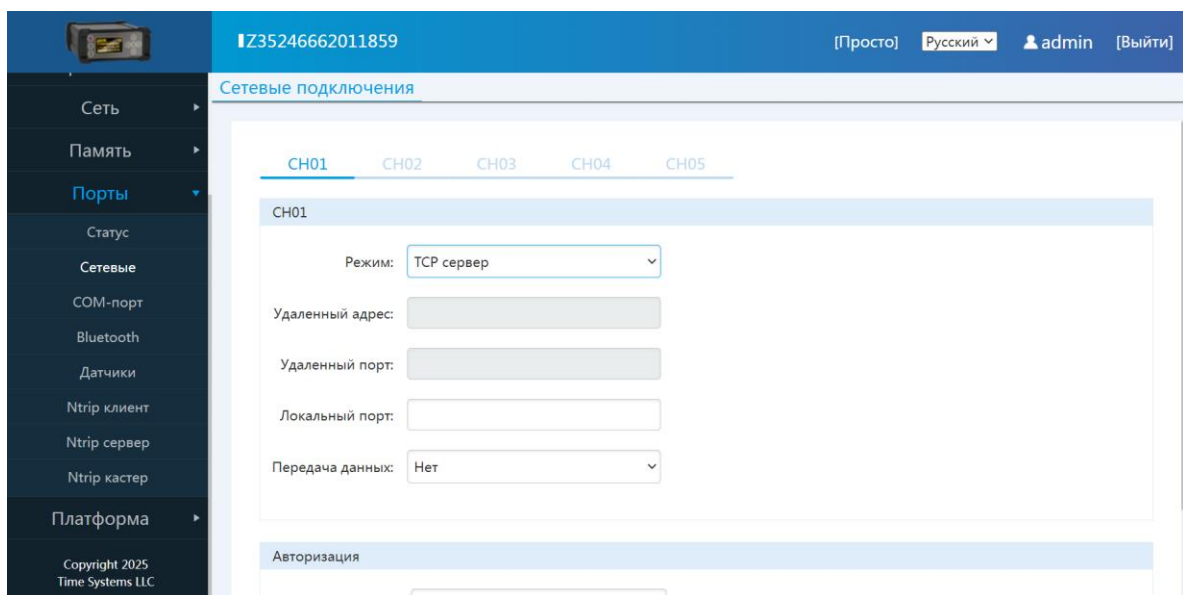 Z35246662011859
[Просто] Русский admin [Выйти]
Сетевые подключения
Сеть
Память
Порты
Статус
Сетевые
COM-порт
Bluetooth
Датчики
Ntrip клиент
Ntrip сервер
Ntrip кастер
Платформа
Copyright 2025
Time Systems LLC
CH01 CH02 CH03 CH04 CH05
CH01
Режим: TCP сервер
Удаленный адрес:
Удаленный порт:
Локальный порт:
Передача данных: Нет
Авторизация